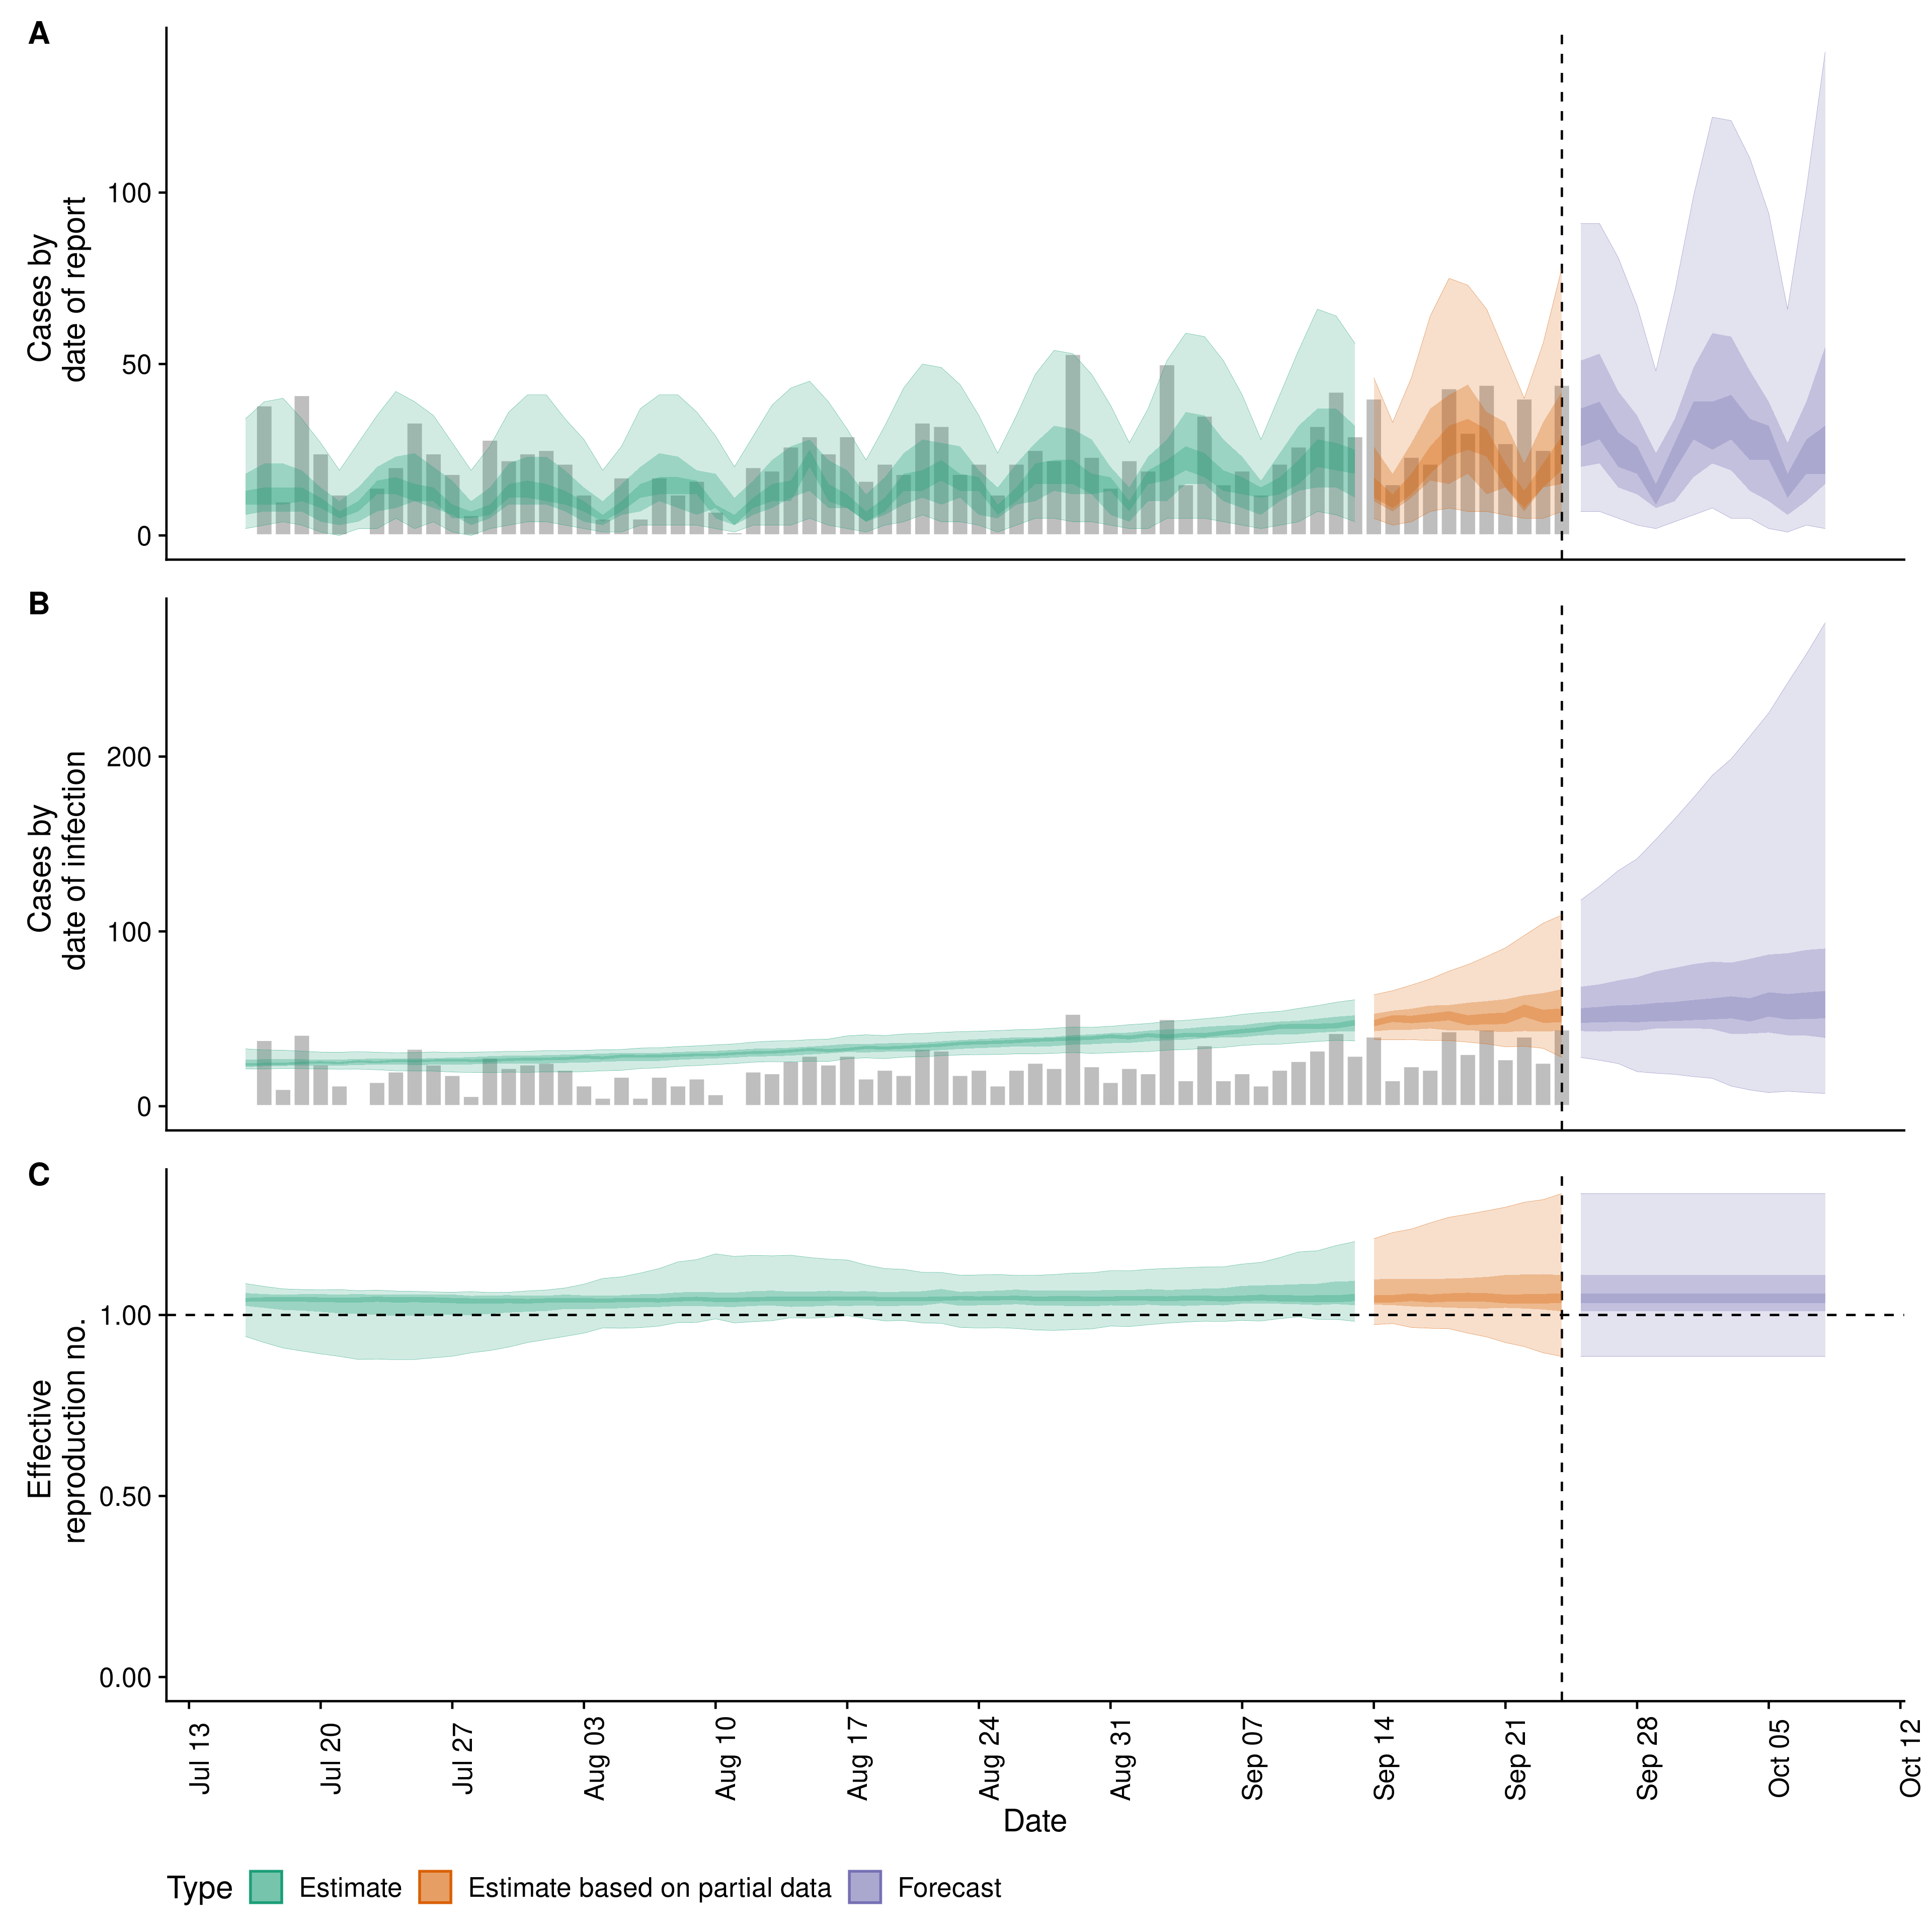 A
Cases by
date of report
100
50
0
B
Cases by
date of infection
200
100
0
C
Effective
reproduction no.
1.00
0.50
0.00
Jul 13
Jul 20
Jul 27
Aug 03
Aug 10
Aug 17
Aug 24
Aug 31
Sep 07
Sep 14
Sep 21
Sep 28
Oct 05
Oct 12
Date
Type Estimate Estimate based on partial data Forecast